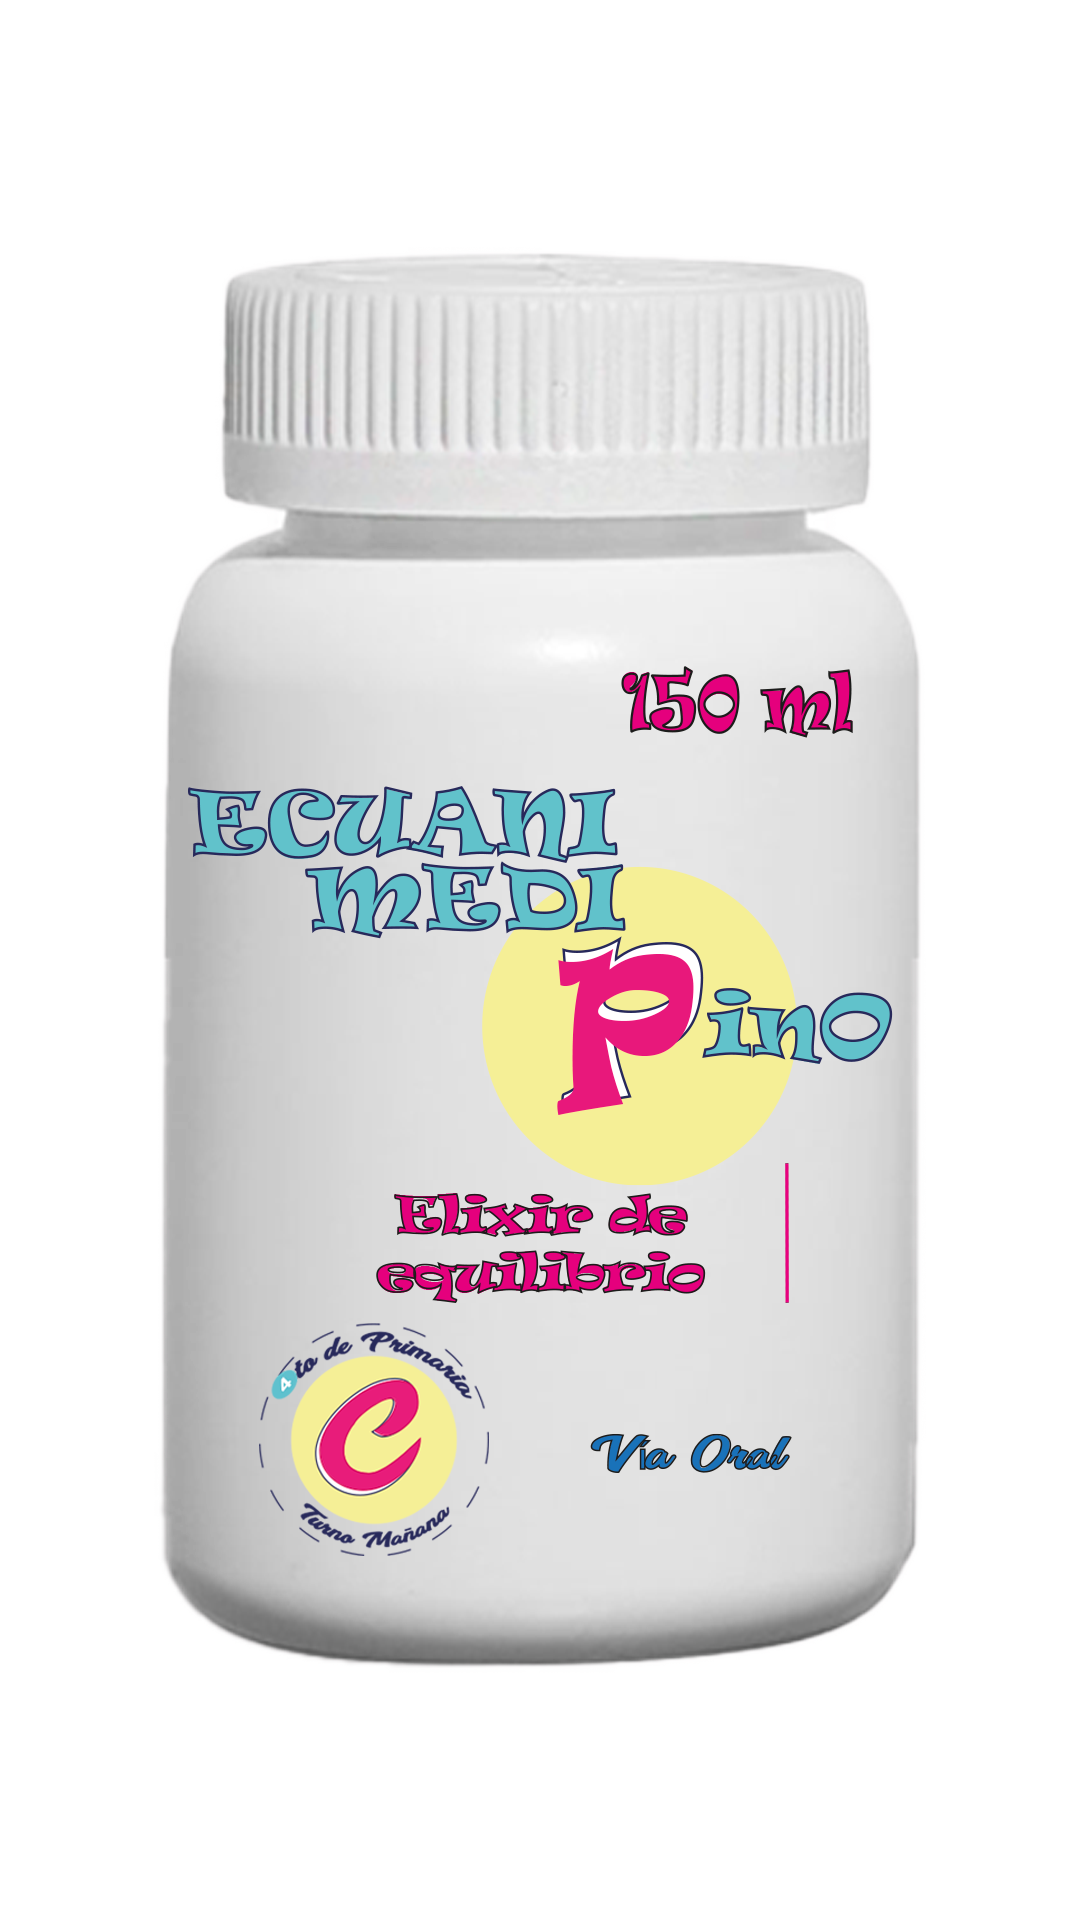 150 ml
ECUANI
MEDI
PinO
Elixir de
equilibrio
4to de Primaria
C
Turno Mañana
Vía Oral